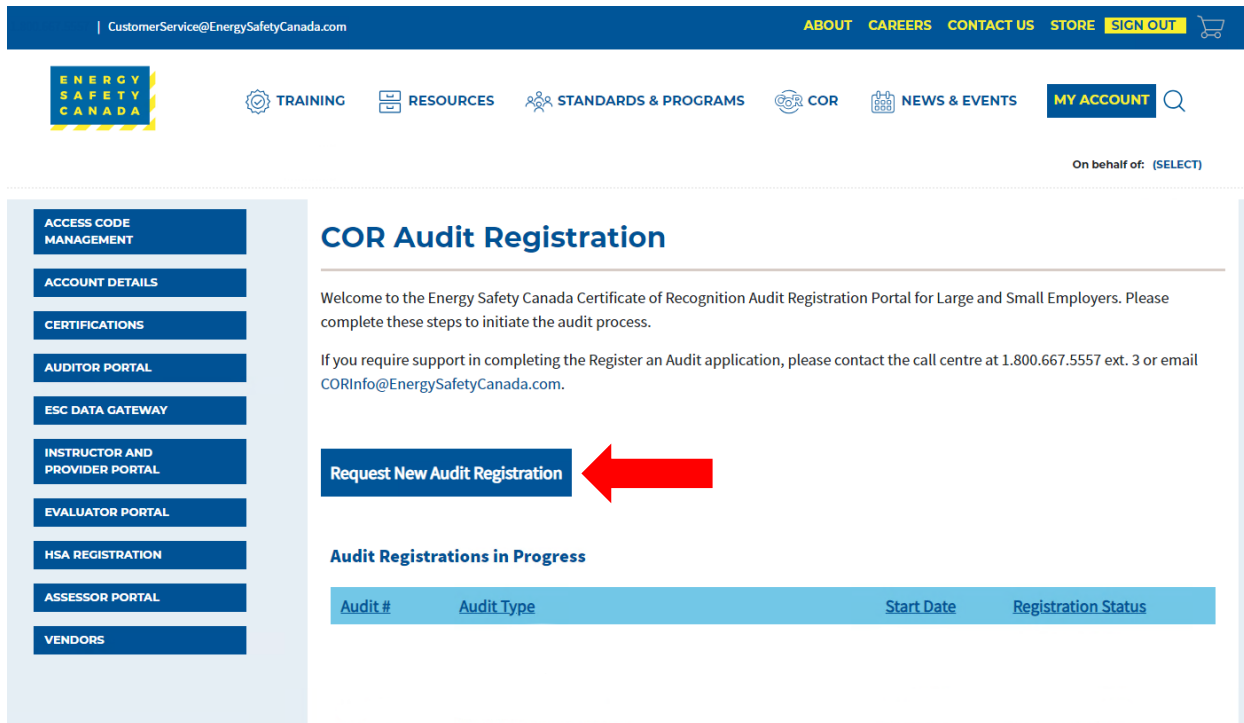 | CustomerService@EnergySafetyCanada.com
ABOUT CAREERS CONTACT US STORE SIGN OUT
ENERGY
SAFETY
CANADA
TRAINING RESOURCES STANDARDS & PROGRAMS COR COR NEWS & EVENTS MY ACCOUNT
On behalf of: (SELECT)
ACCESS CODE
MANAGEMENT
ACCOUNT DETAILS
CERTIFICATIONS
AUDITOR PORTAL
ESC DATA GATEWAY
INSTRUCTOR AND
PROVIDER PORTAL
EVALUATOR PORTAL
HSA REGISTRATION
ASSESSOR PORTAL
VENDORS
COR Audit Registration
Welcome to the Energy Safety Canada Certificate of Recognition Audit Registration Portal for Large and Small Employers. Please
complete these steps to initiate the audit process.
If you require support in completing the Register an Audit application, please contact the call centre at 1.800.667.5557 ext. 3 or email
CORInfo@EnergySafetyCanada.com.
Request New Audit Registration
Audit Registrations in Progress
Audit # Audit Type Start Date Registration Status